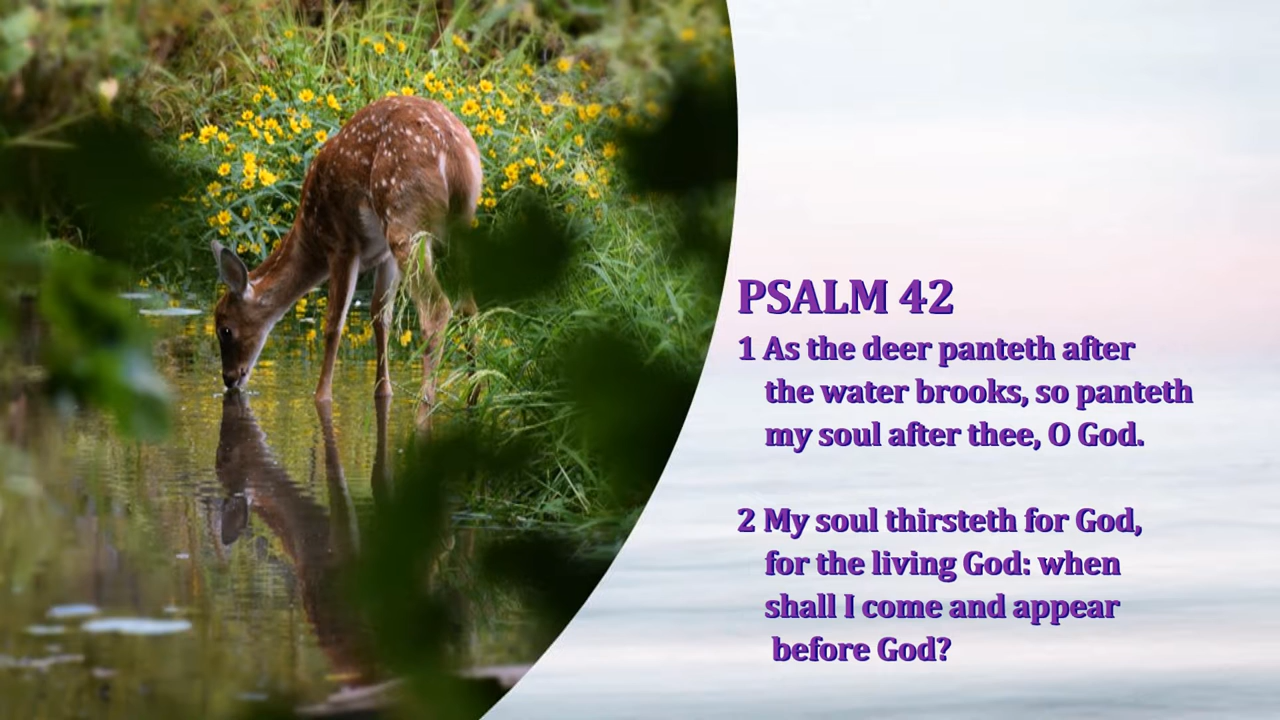 PSALM 42
1 As the deer panteth after
the water brooks, so panteth
my soul after thee, O God.
2 My soul thirsteth for God,
for the living God: when
shall I come and appear
before God?